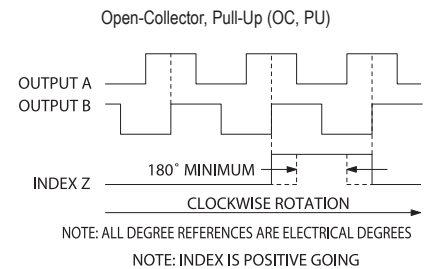 Open-Collector, Pull-Up (OC, PU)
OUTPUT A
OUTPUT B
180° MINIMUM
INDEX Z
CLOCKWISE ROTATION
NOTE: ALL DEGREE REFERENCES ARE ELECTRICAL DEGREES
NOTE: INDEX IS POSITIVE GOING